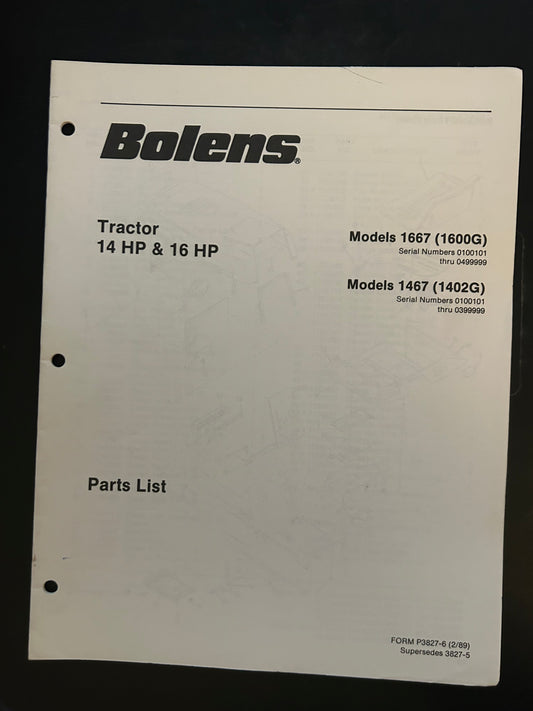 Bolens®
Tractor
14 HP & 16 HP
Models 1667 (1600G)
Serial Numbers 0100101
thru 0499999
Models 1467 (1402G)
Serial Numbers 0100101
thru 0399999
Parts List
FORM P3827-6 (2/89)
Supersedes 3827-5